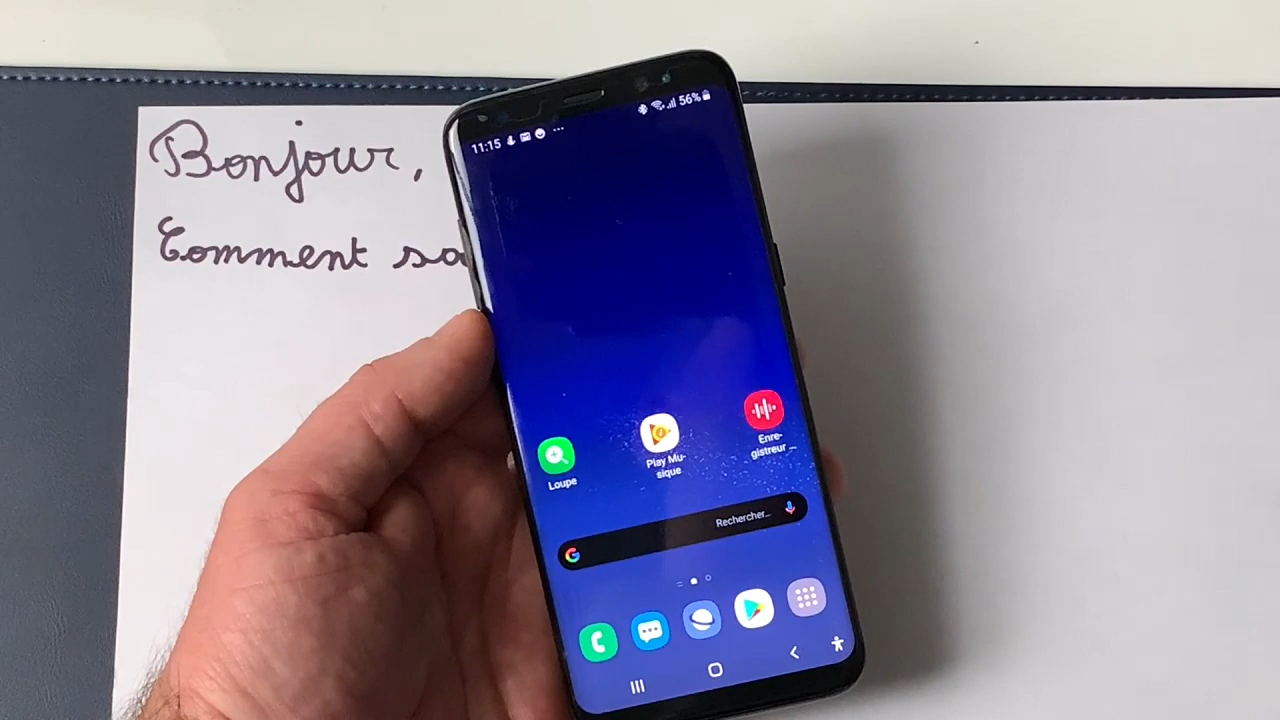 Bonjour,
Comment sa
11:15
56%
Loupe
Play Mu-
sique
Enre-
gistreur ...
Rechercher...